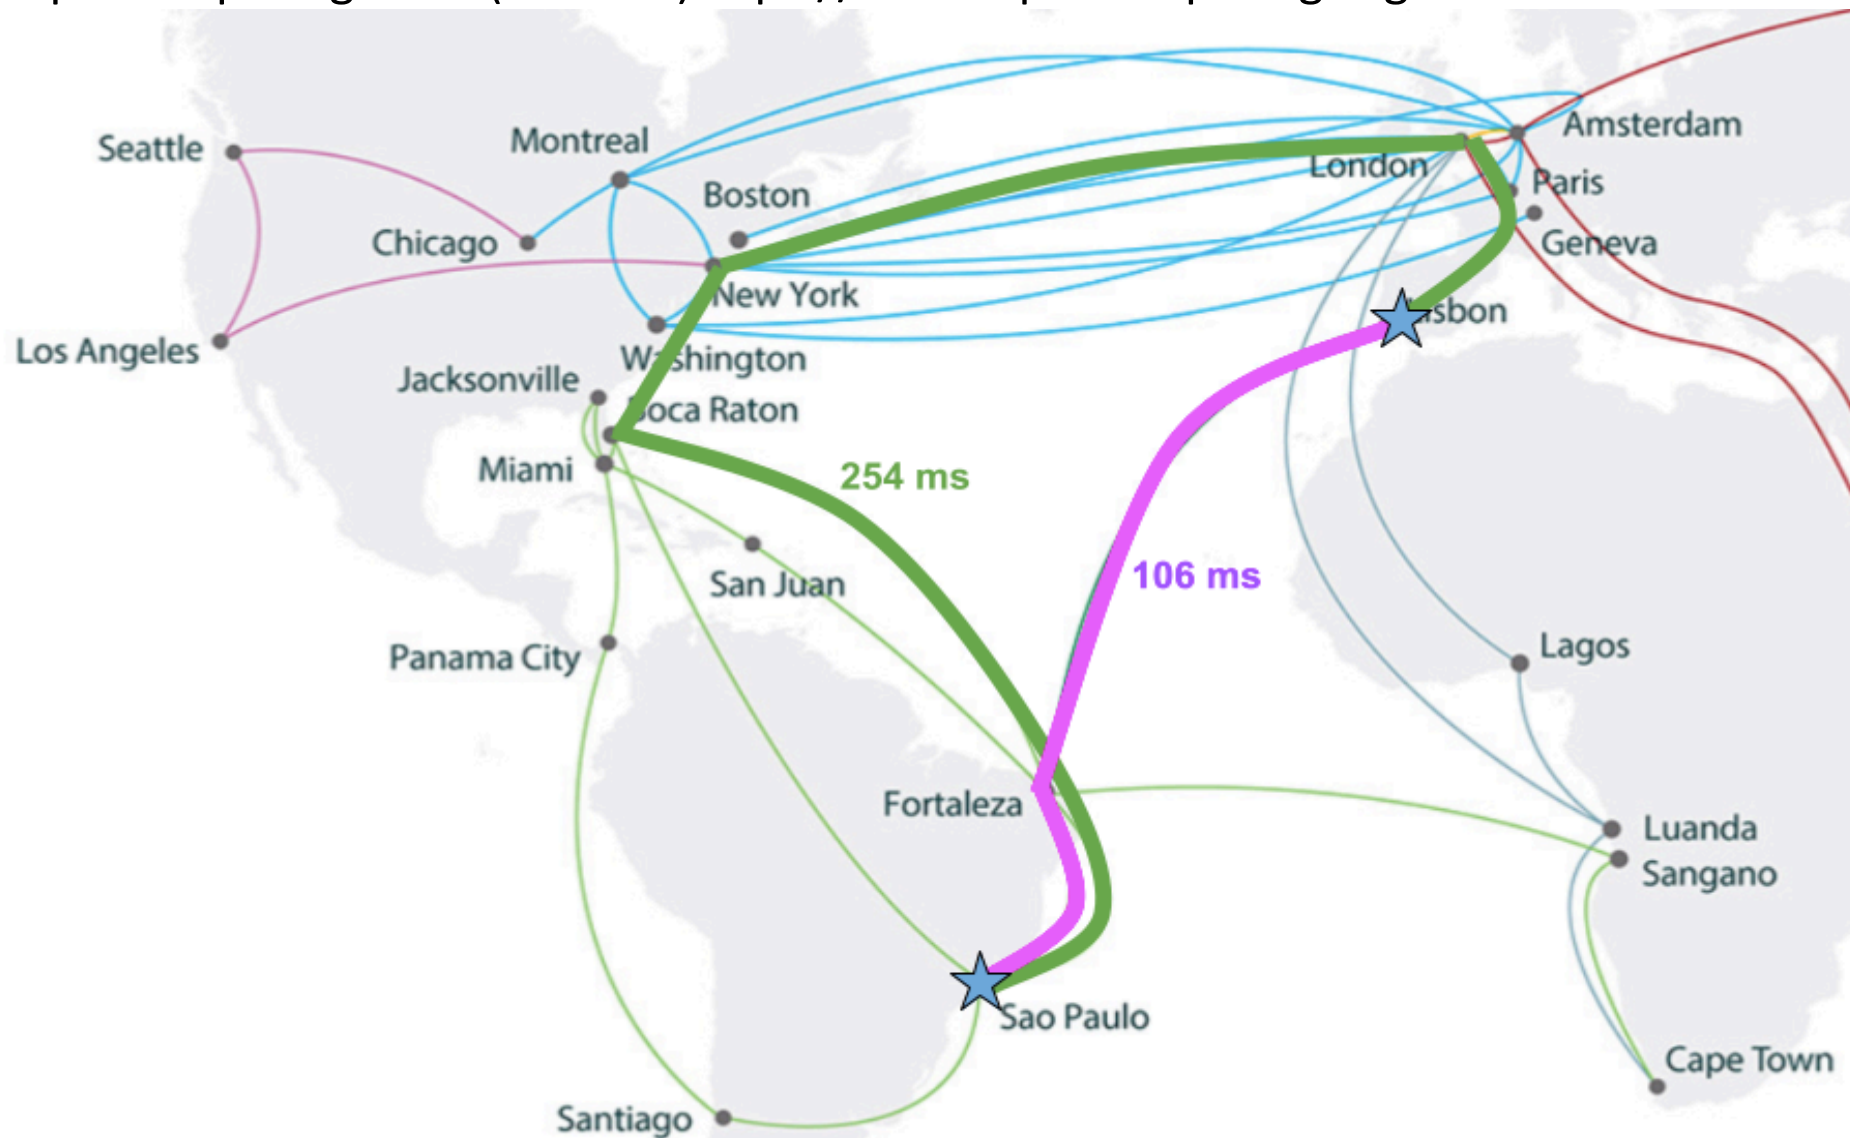 Seattle
Montreal
Amsterdam
London
Boston
Paris
Chicago
Geneva
New York
isbon
Los Angeles
Washington
Jacksonville
Boca Raton
Miami
254 ms
106 ms
San Juan
Lagos
Panama City
Fortaleza
Luanda
Sangano
Sao Paulo
Cape Town
Santiago